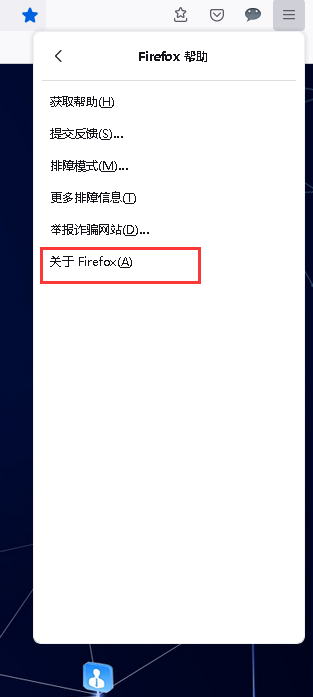 Firefox 帮助
获取帮助(H)
提交反馈(S)...
排障模式(M)...
更多排障信息(T)
举报诈骗网站(D)...
关于 Firefox(A)